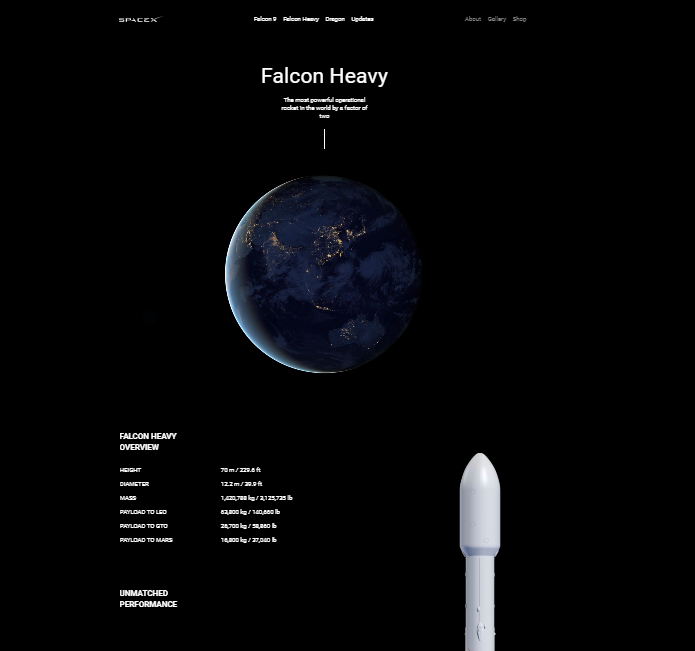 SPACEX
Falcon 9 Falcon Heavy Dragon Updates
About Gallery Shop
Falcon Heavy
The most powerful operational
rocket in the world by a factor of
two
FALCON HEAVY
OVERVIEW
HEIGHT 70 m / 229.6 ft
DIAMETER 12.2 m / 39.9 ft
MASS 1,420,788 kg / 3,125,735 lb
PAYLOAD TO LEO 63,800 kg / 140,660 lb
PAYLOAD TO GTO 26,700 kg / 58,860 lb
PAYLOAD TO MARS 16,800 kg / 37,040 lb
UNMATCHED
PERFORMANCE